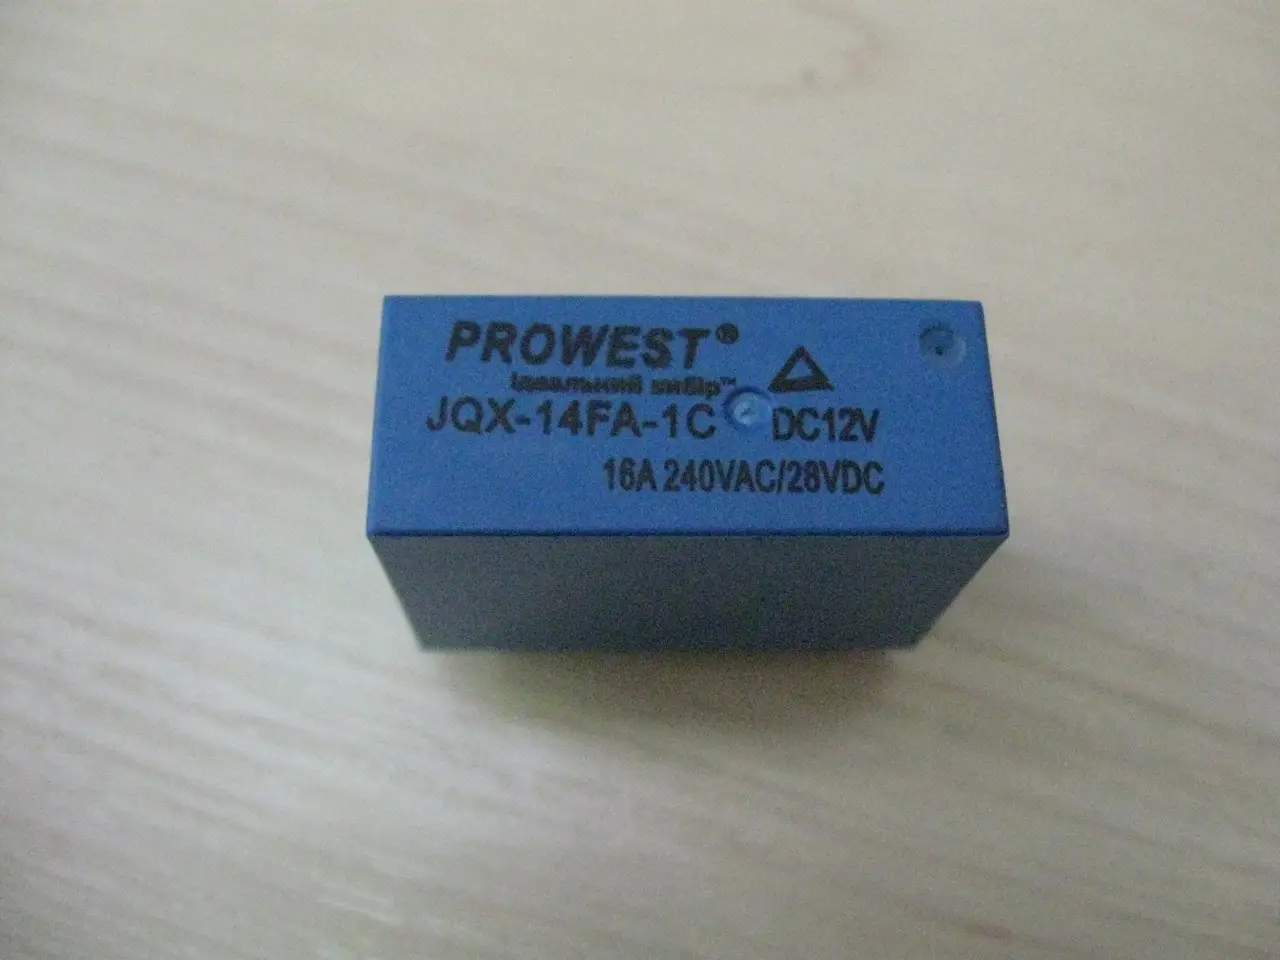 PROWEST®
Ідеальний вибір™
JQX-14FA-1C DC12V
16A 240VAC/28VDC